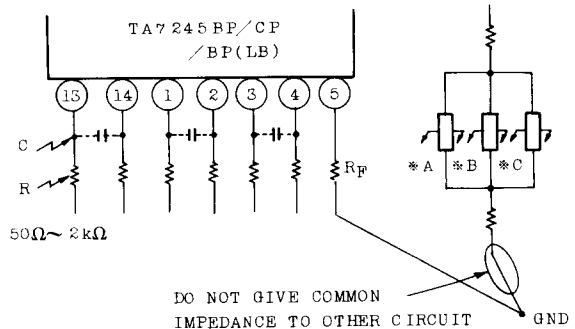 TA7245BP/CP
/BP(LB)
13 14 1 2 3 4 5
C
R
RF
※A ※B ※C
50Ω～2kΩ
DO NOT GIVE COMMON
IMPEDANCE TO OTHER CIRCUIT
GND